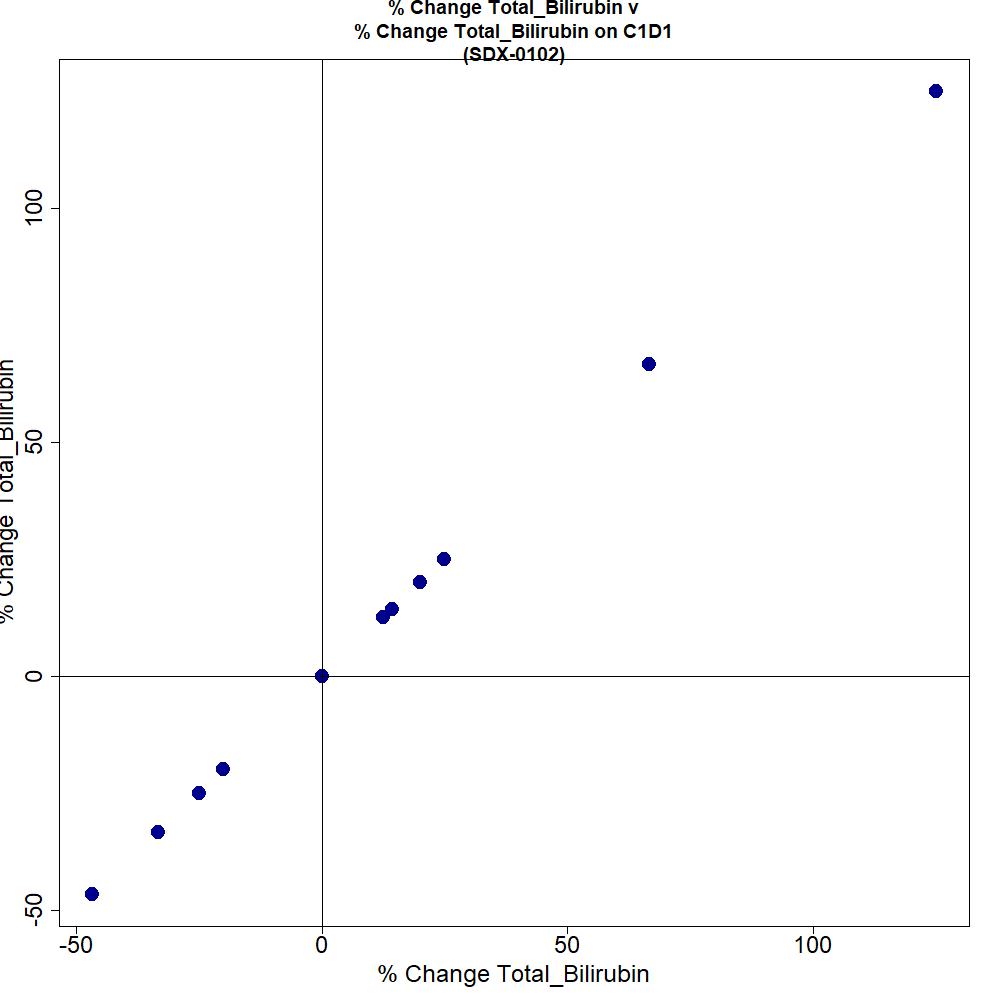 % Change Total_Bilirubin v
% Change Total_Bilirubin on C1D1
(SDX-0102)
% Change Total_Bilirubin
100
50
0
-50
-50
0
50
100
% Change Total_Bilirubin